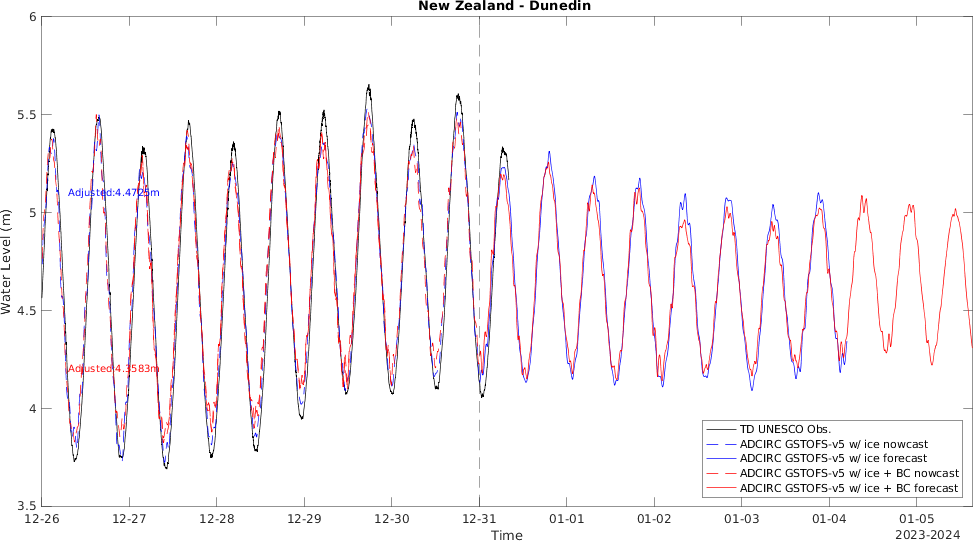 New Zealand - Dunedin
6
5.5
5
4.5
4
3.5
Water Level (m)
Adjusted:4.4725m
Adjusted:4.3583m
TD UNESCO Obs.
ADCIRC GSTOFS-v5 w/ ice nowcast
ADCIRC GSTOFS-v5 w/ ice forecast
ADCIRC GSTOFS-v5 w/ ice + BC nowcast
ADCIRC GSTOFS-v5 w/ ice + BC forecast
12-26 12-27 12-28 12-29 12-30 12-31 01-01 01-02 01-03 01-04 01-05
Time
2023-2024